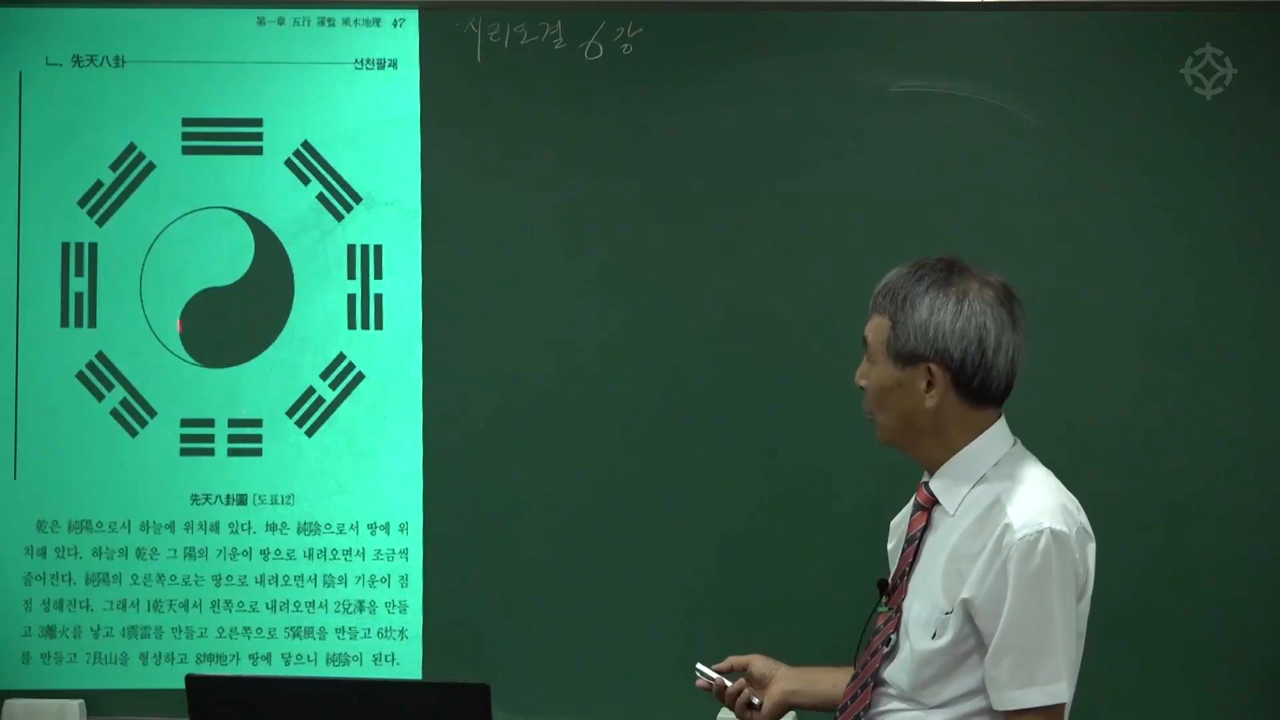 第一章 五行 羅盤 風水地理 47
ㄴ. 先天八卦 선천팔괘
先天八卦圖 [도표12]
乾은 純陽으로서 하늘에 위치해 있다. 坤은 純陰으로서 땅에 위
치해 있다. 하늘의 乾은 그 陽의 기운이 땅으로 내려오면서 조금씩
줄어진다. 純陽의 오른쪽으로는 땅으로 내려오면서 陰의 기운이 점
점 성해진다. 그래서 1乾天에서 왼쪽으로 내려오면서 2兌澤을 만들
고 3離火를 낳고 4震雷를 만들고 오른쪽으로 5巽風을 만들고 6坎水
를 만들고 7艮山을 형성하고 8坤地가 땅에 닿으니 純陰이 된다.
지리오결 6강